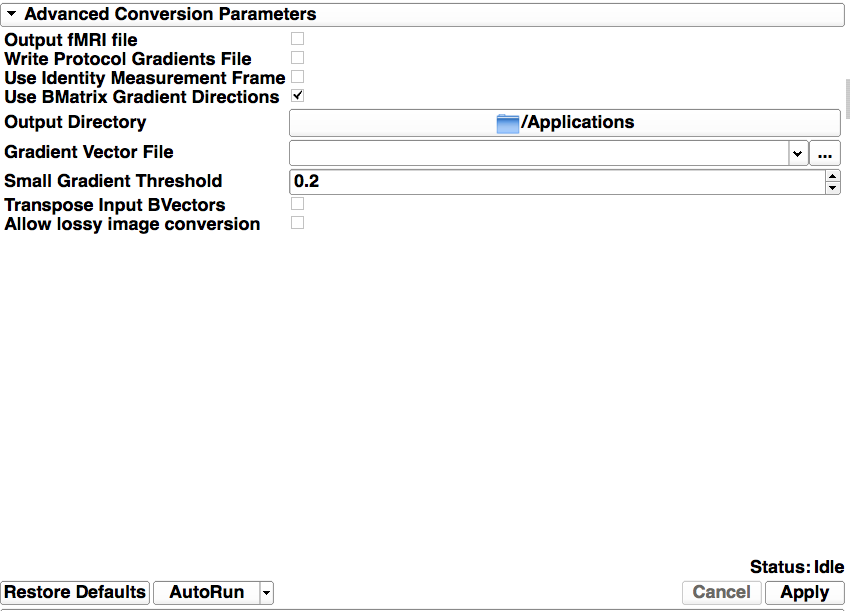 Advanced Conversion Parameters
Output fMRI file
Write Protocol Gradients File
Use Identity Measurement Frame
Use BMatrix Gradient Directions
Output Directory /Applications
Gradient Vector File ...
Small Gradient Threshold 0.2
Transpose Input BVectors
Allow lossy image conversion
Status: Idle
Restore Defaults AutoRun Cancel Apply